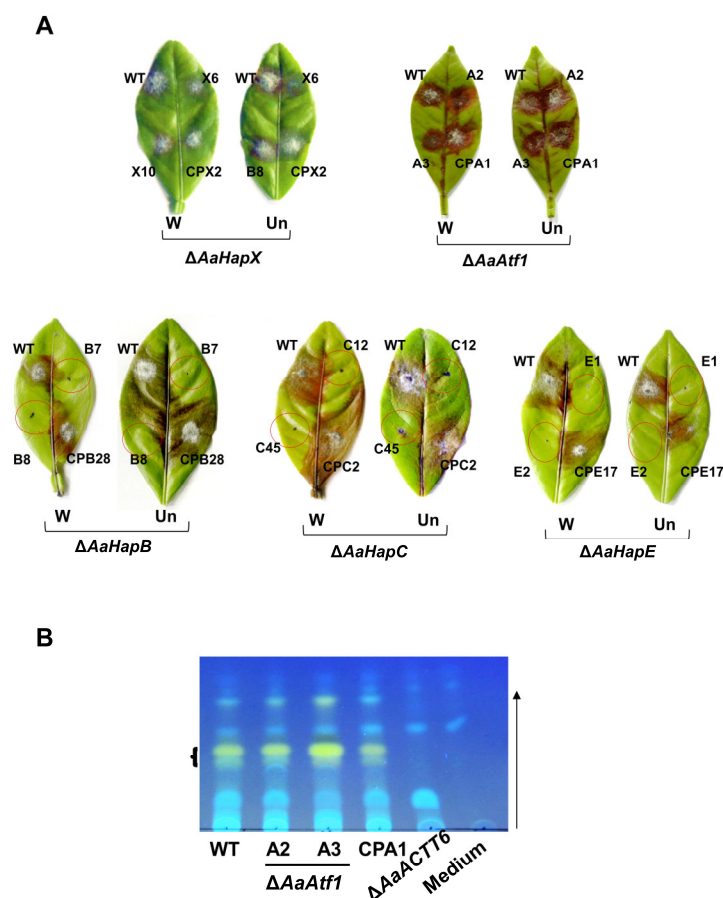 A
WT X6 WT X6 WT A2 WT A2
X10 CPX2 B8 CPX2 A3 CPA1 A3 CPA1
W Un W Un
ΔAaHapX ΔAaAtf1
WT B7 WT B7 WT C12 WT C12 WT E1 WT E1
B8 CPB28 B8 CPB28 C45 CPC2 C45 CPC2 E2 CPE17 E2 CPE17
W Un W Un W Un
ΔAaHapB ΔAaHapC ΔAaHapE
B
{
WT A2 A3 CPA1 ΔAaACTT6 Medium
ΔAaAtf1